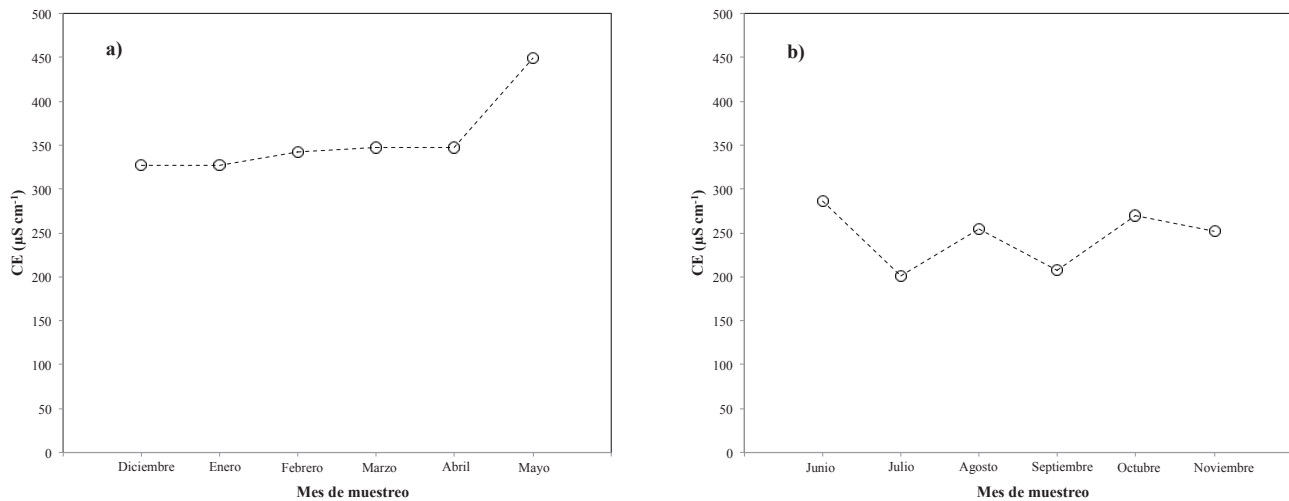 a)
500
450
400
350
300
250
200
150
100
50
0
CE (µS cm-1)
Diciembre Enero Febrero Marzo Abril Mayo
Mes de muestreo
b)
500
450
400
350
300
250
200
150
100
50
0
CE (µS cm-1)
Junio Julio Agosto Septiembre Octubre Noviembre
Mes de muestreo